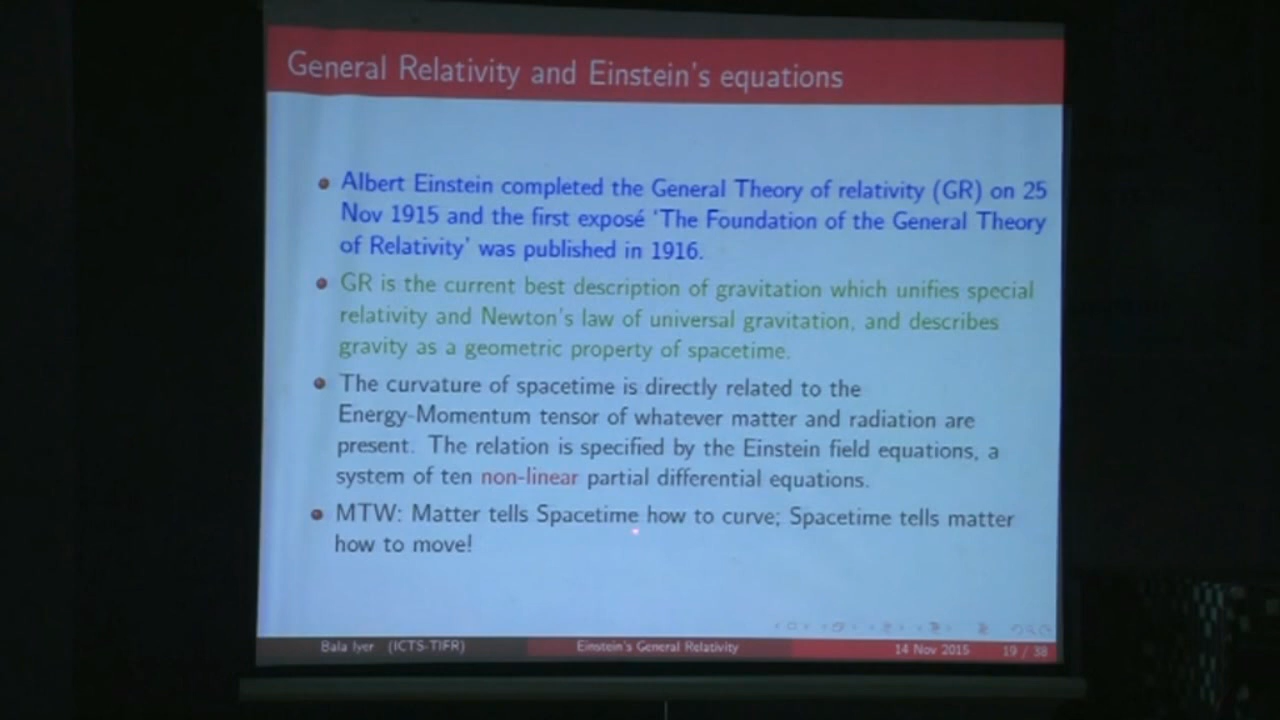 General Relativity and Einstein's equations
Albert Einstein completed the General Theory of relativity (GR) on 25
Nov 1915 and the first exposé 'The Foundation of the General Theory
of Relativity' was published in 1916.
GR is the current best description of gravitation which unifies special
relativity and Newton's law of universal gravitation, and describes
gravity as a geometric property of spacetime.
The curvature of spacetime is directly related to the
Energy-Momentum tensor of whatever matter and radiation are
present. The relation is specified by the Einstein field equations, a
system of ten non-linear partial differential equations.
MTW: Matter tells Spacetime how to curve; Spacetime tells matter
how to move!
Bala Iyer (ICTS-TIFR) Einstein's General Relativity 14 Nov 2015 19 / 38